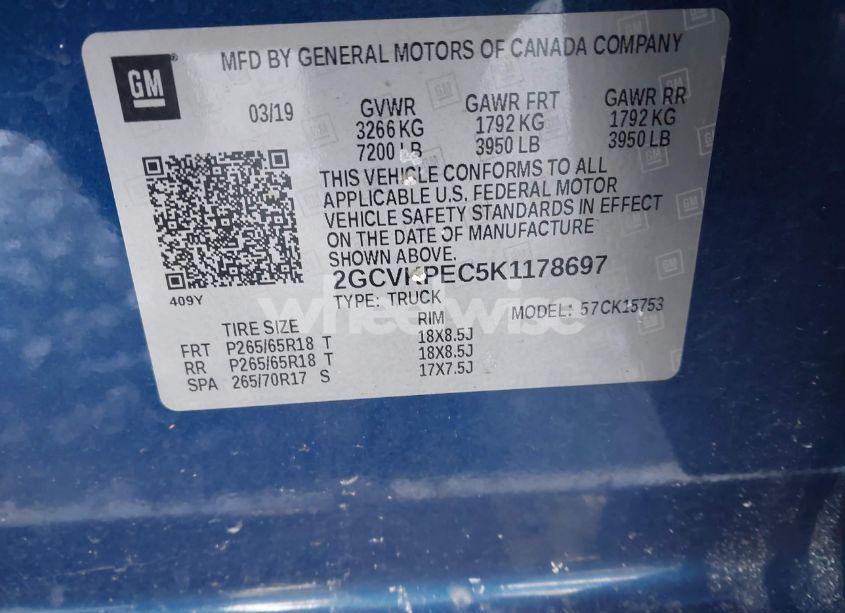 GM
MFD BY GENERAL MOTORS OF CANADA COMPANY
03/19
GVWR
3266 KG
7200 LB
GAWR FRT
1792 KG
3950 LB
GAWR RR
1792 KG
3950 LB
THIS VEHICLE CONFORMS TO ALL
APPLICABLE U.S. FEDERAL MOTOR
VEHICLE SAFETY STANDARDS IN EFFECT
ON THE DATE OF MANUFACTURE
SHOWN ABOVE.
409Y
2GCVKPEC5K1178697
TYPE: TRUCK
MODEL: 57CK15753
TIRE SIZE RIM
FRT P265/65R18 T 18X8.5J
RR P265/65R18 T 18X8.5J
SPA 265/70R17 S 17X7.5J
wheelwise